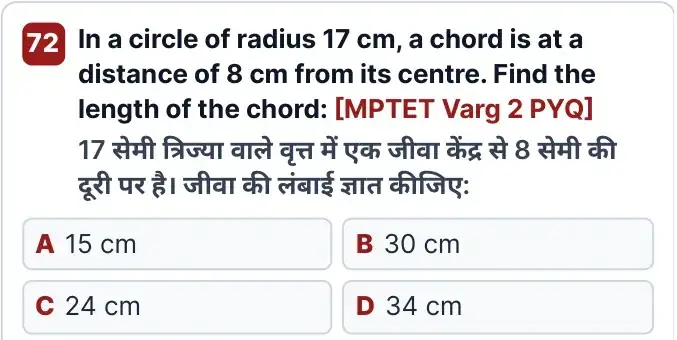 72 In a circle of radius 17 cm, a chord is at a
distance of 8 cm from its centre. Find the
length of the chord: [MPTET Varg 2 PYQ]
17 सेमी त्रिज्या वाले वृत्त में एक जीवा केंद्र से 8 सेमी की
दूरी पर है। जीवा की लंबाई ज्ञात कीजिए:
A 15 cm B 30 cm
C 24 cm D 34 cm